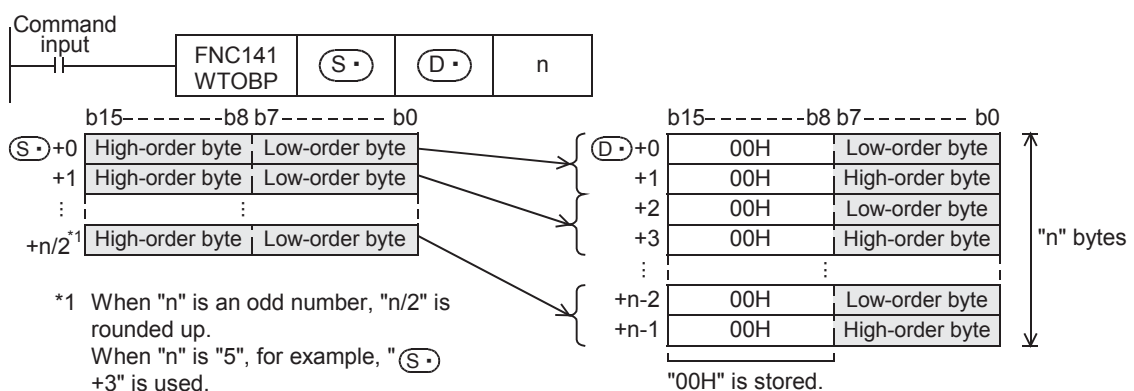 Command
input
FNC141
WTOBP
S·
D·
n
b15-------b8 b7------- b0
S· +0 High-order byte Low-order byte
+1 High-order byte Low-order byte
⋮ ⋮
+n/2*1 High-order byte Low-order byte
*1 When "n" is an odd number, "n/2" is
rounded up.
When "n" is "5", for example, "S·
+3" is used.
b15-------b8 b7------- b0
D· +0 00H Low-order byte
+1 00H High-order byte
+2 00H Low-order byte
+3 00H High-order byte
⋮ ⋮
+n-2 00H Low-order byte
+n-1 00H High-order byte
"n" bytes
"00H" is stored.